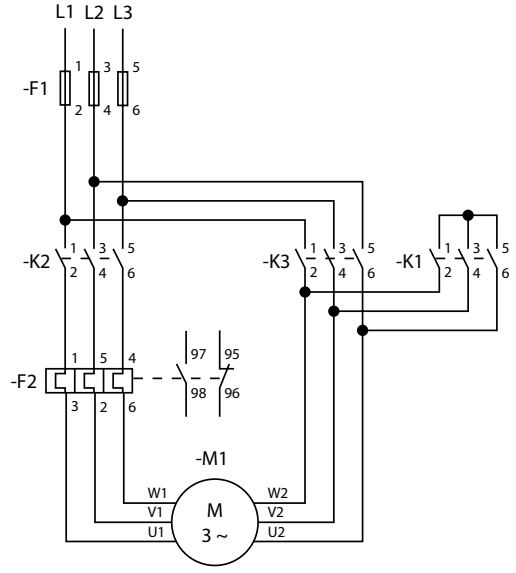 L1 L2 L3
1 3 5
-F1
2 4 6
1 3 5 1 3 5 1 3 5
-K2 -K3 -K1
2 4 6 2 4 6 2 4 6
97 95
1 5 4
-F2
98 96
3 2 6
-M1
W1 W2
V1 M V2
U1 3 ~ U2